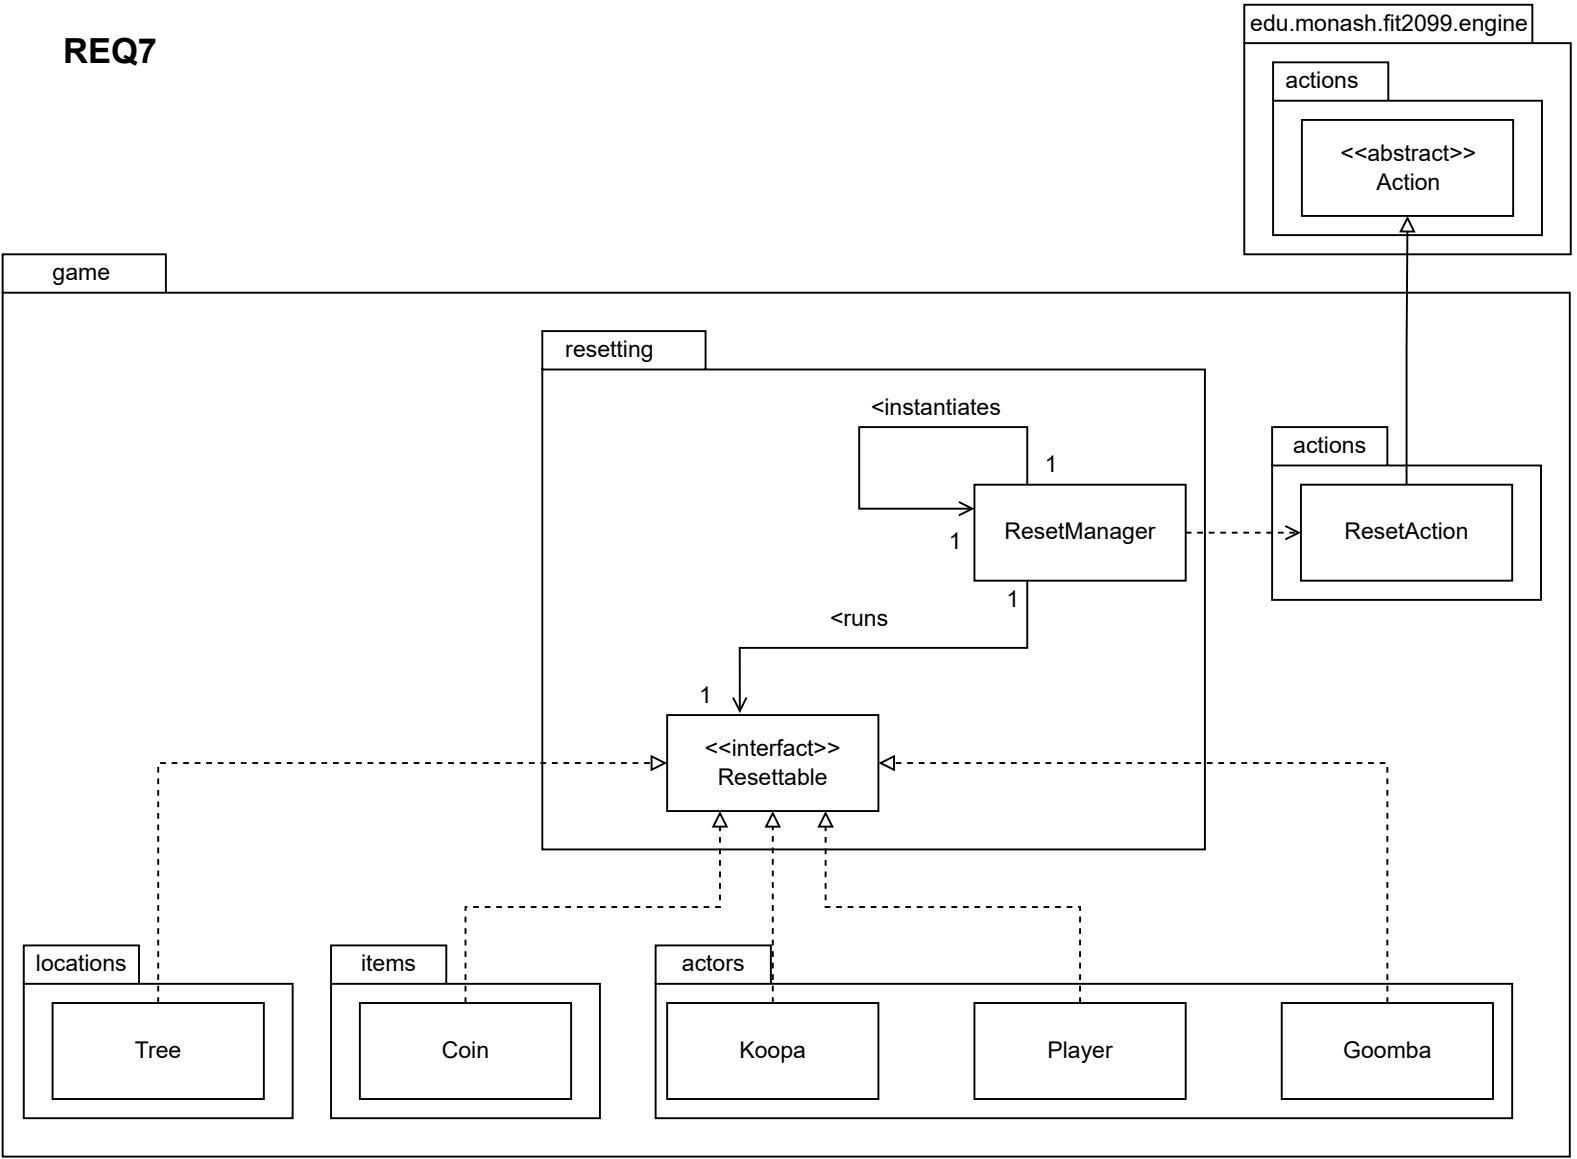 edu.monash.fit2099.engine
REQ7
actions
<<abstract>>
Action
game
resetting
<instantiates
1
actions
ResetManager
ResetAction
1
1
<runs
1
<<interfact>>
Resettable
locations
items
actors
Tree
Coin
Koopa
Player
Goomba